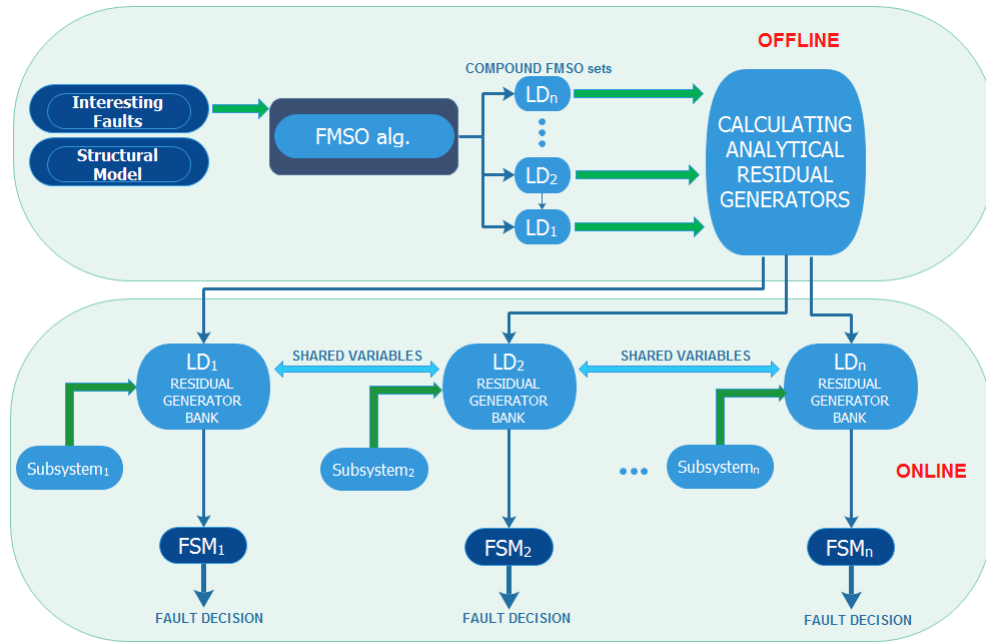 OFFLINE
COMPOUND FMSO sets
Interesting
Faults
Structural
Model
FMSO alg.
LDn
LD2
LD1
CALCULATING
ANALYTICAL
RESIDUAL
GENERATORS
LD1
RESIDUAL
GENERATOR
BANK
SHARED VARIABLES
LD2
RESIDUAL
GENERATOR
BANK
SHARED VARIABLES
LDn
RESIDUAL
GENERATOR
BANK
Subsystem1
Subsystem2
Subsystemn
ONLINE
FSM1
FSM2
FSMn
FAULT DECISION
FAULT DECISION
FAULT DECISION